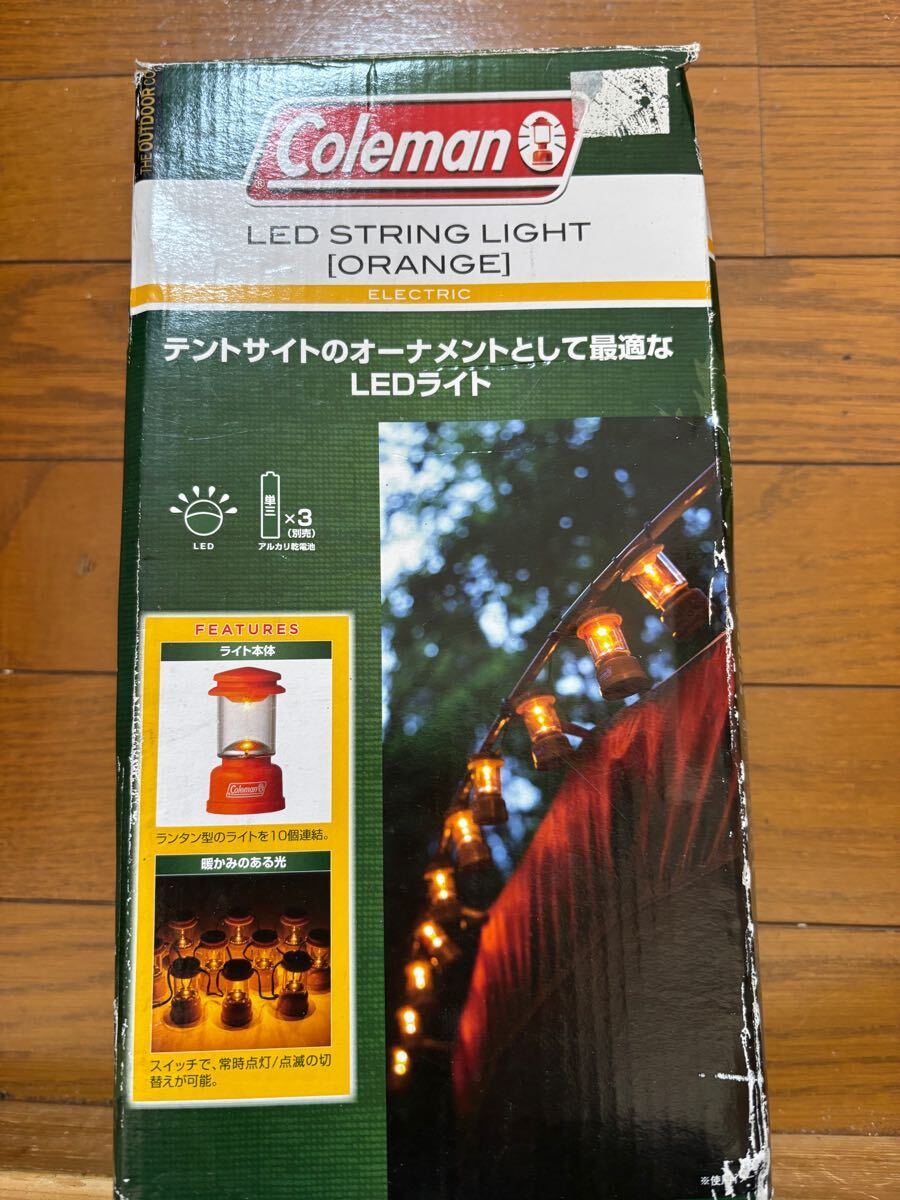 THE OUTDOOR CO
Coleman
®
LED STRING LIGHT
[ORANGE]
ELECTRIC
テントサイトのオーナメントとして最適な
LEDライト
LED
単三
×3
(別売)
アルカリ乾電池
FEATURES
ライト本体
Coleman
ランタン型のライトを10個連結。
暖かみのある光
スイッチで、常時点灯/点滅の切
替えが可能。
※使用